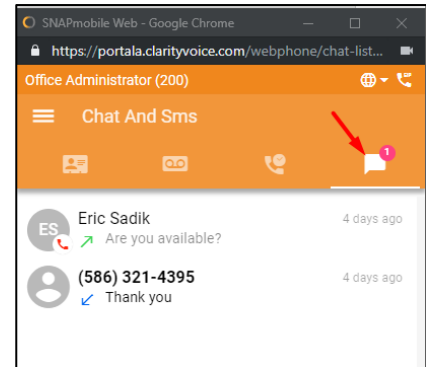 SNAPmobile Web - Google Chrome
https://portala.clarityvoice.com/webphone/chat-list...
Office Administrator (200)
Chat And Sms
1
ES
Eric Sadik
4 days ago
Are you available?
(586) 321-4395
4 days ago
Thank you